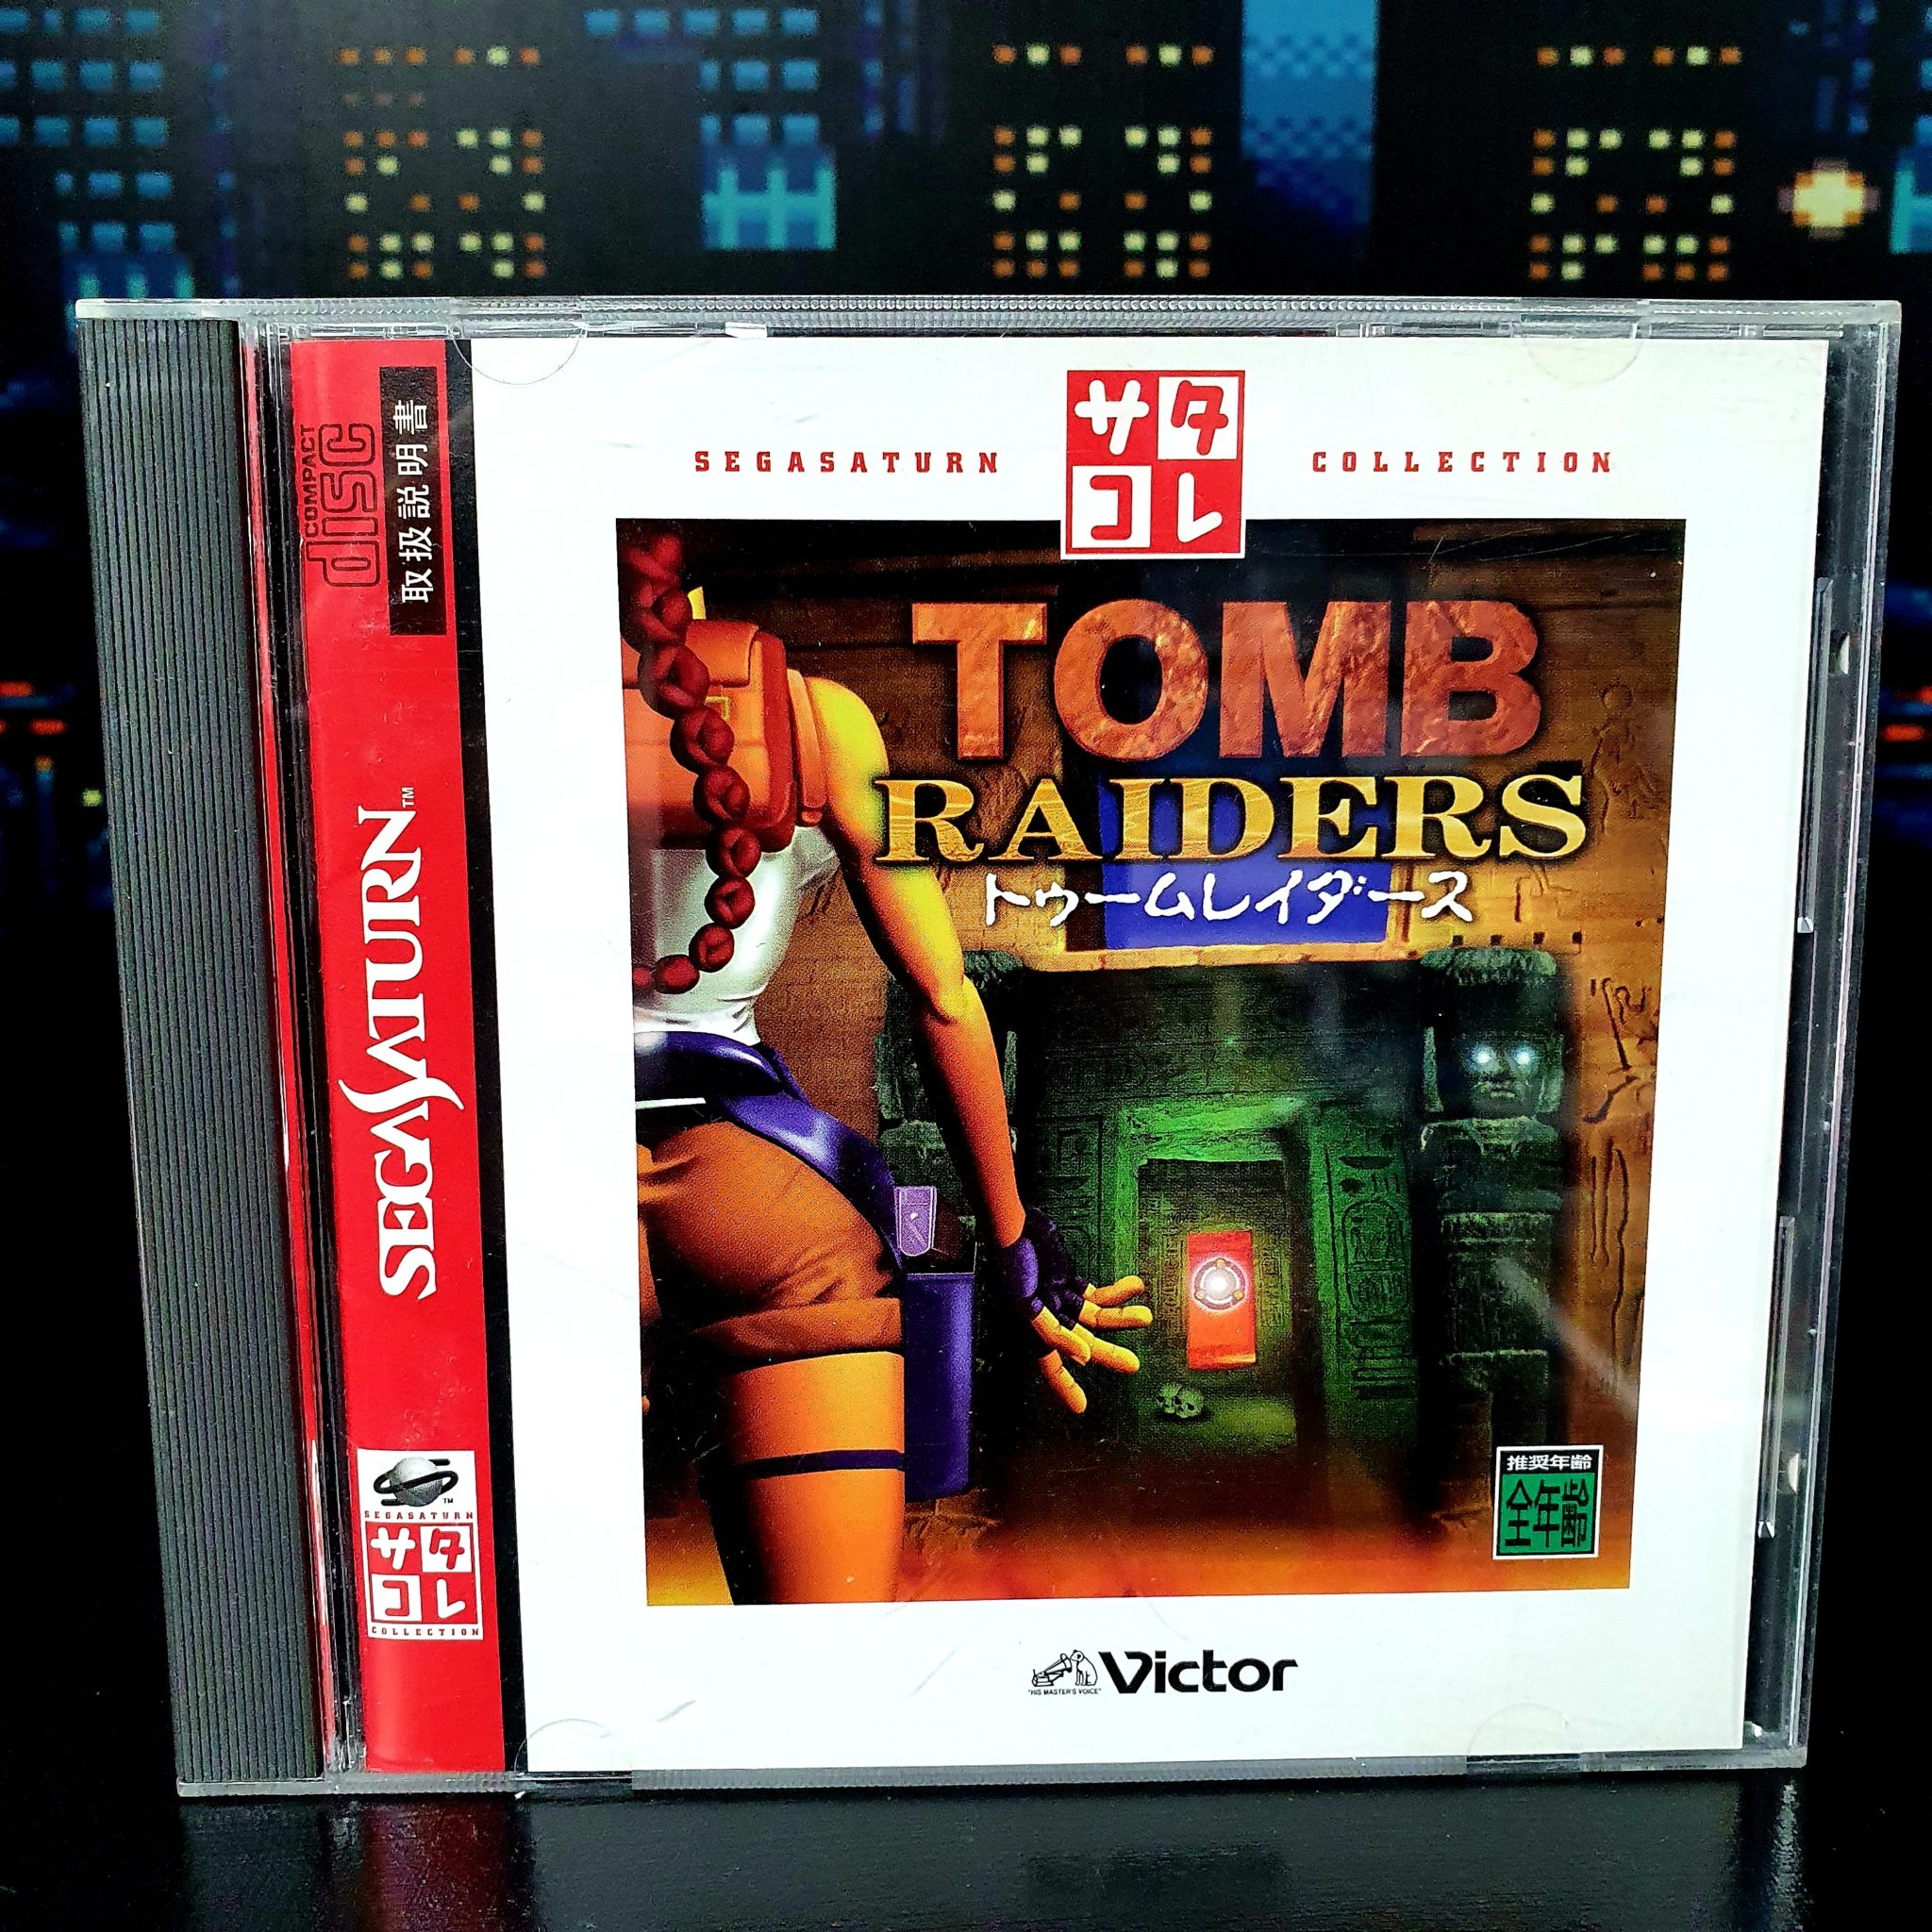 COMPACT
disc
取扱説明書
SEGASATURN™
TM
SEGASATURN
サタ
コレ
COLLECTION
SEGASATURN
サタ
コレ
COLLECTION
TOMB
RAIDERS
トゥームレイダース
推奨年齢
全年齢
"HIS MASTER'S VOICE"
Victor